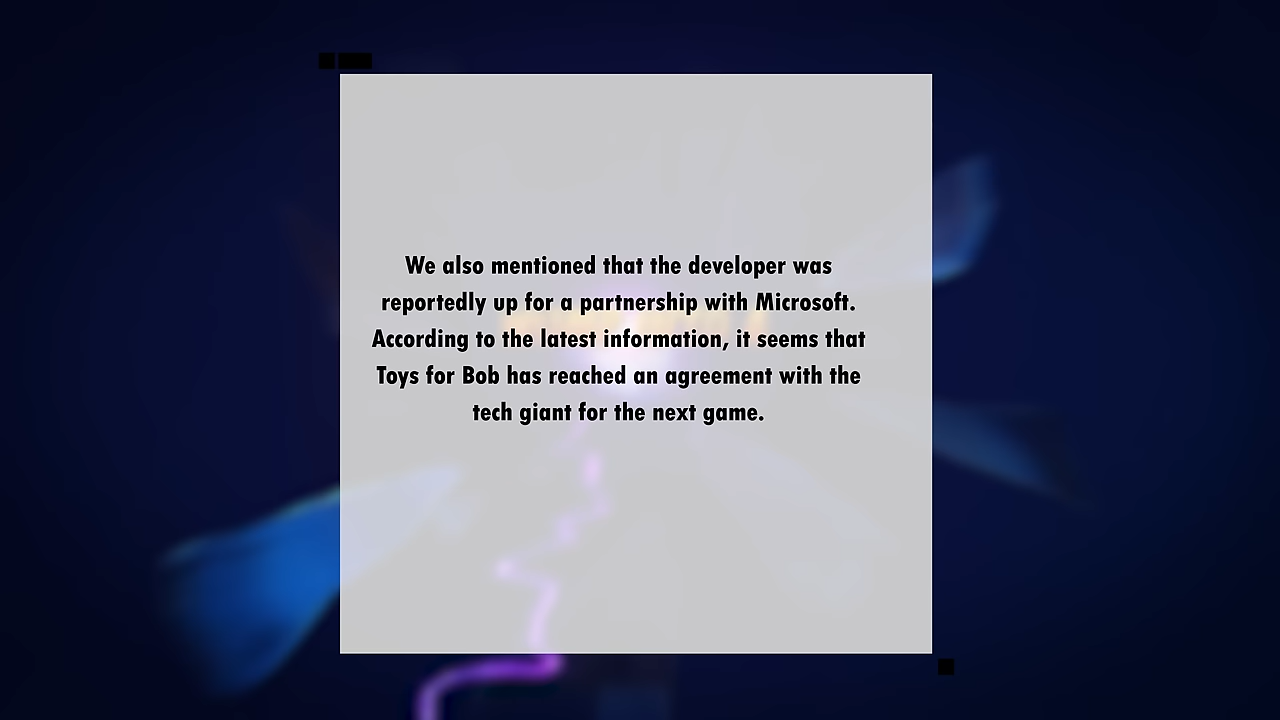 We also mentioned that the developer was
reportedly up for a partnership with Microsoft.
According to the latest information, it seems that
Toys for Bob has reached an agreement with the
tech giant for the next game.